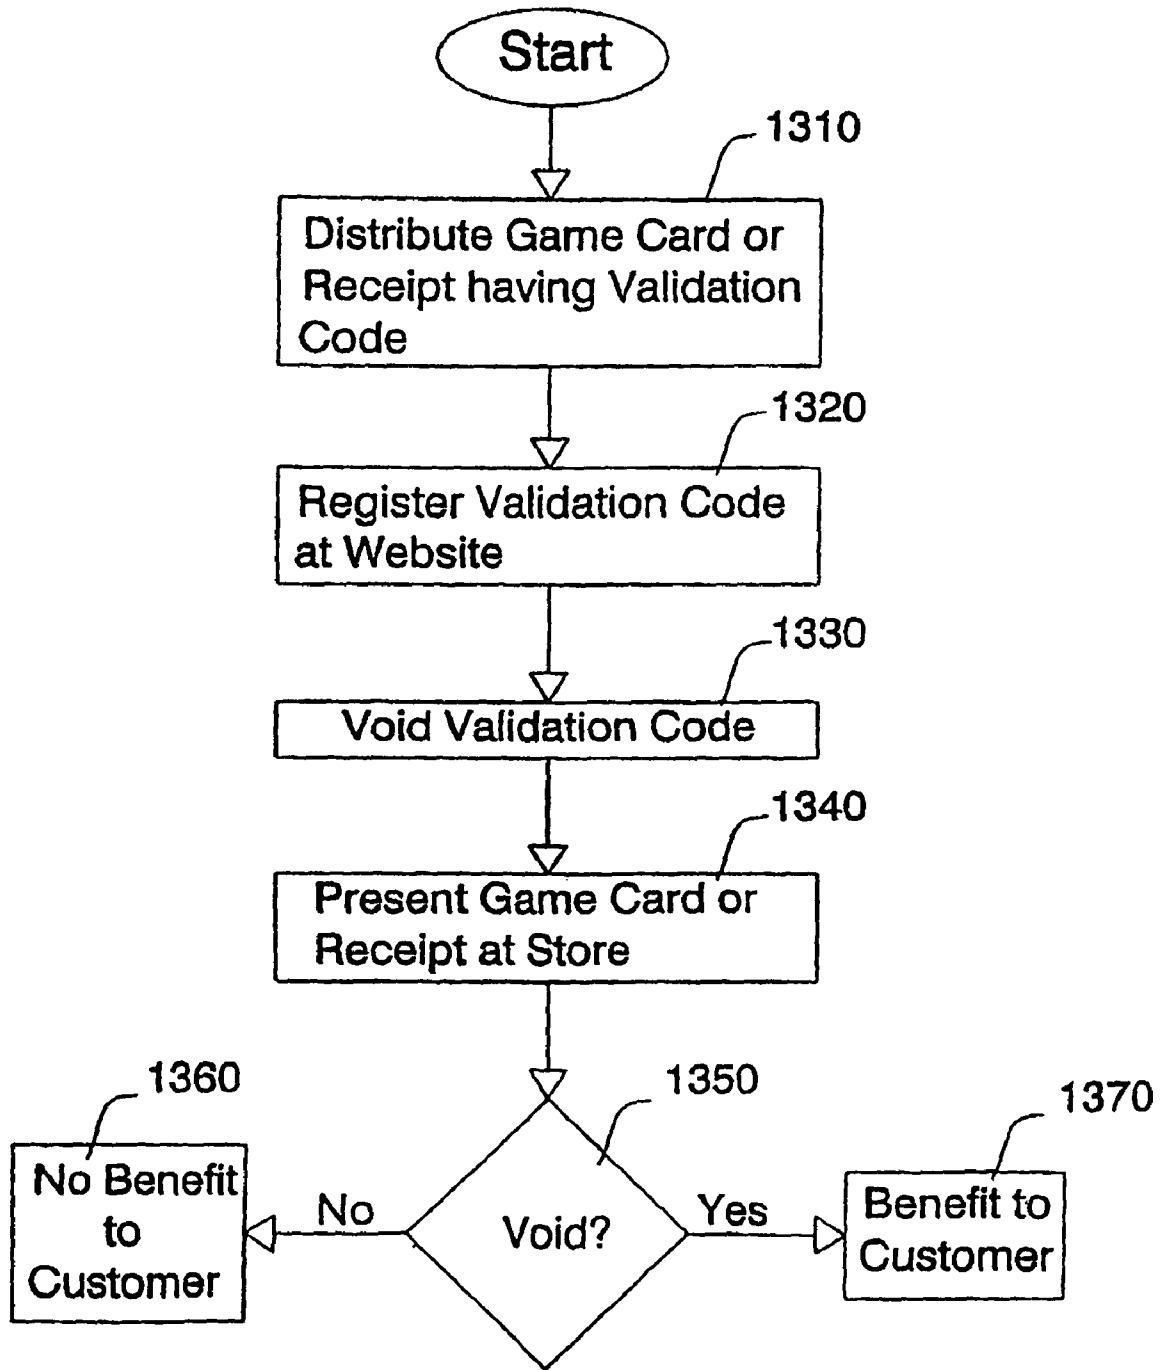 Start
1310
Distribute Game Card or
Receipt having Validation
Code
1320
Register Validation Code
at Website
1330
Void Validation Code
1340
Present Game Card or
Receipt at Store
1360
No Benefit
to
Customer
No
1350
Void?
Yes
1370
Benefit to
Customer